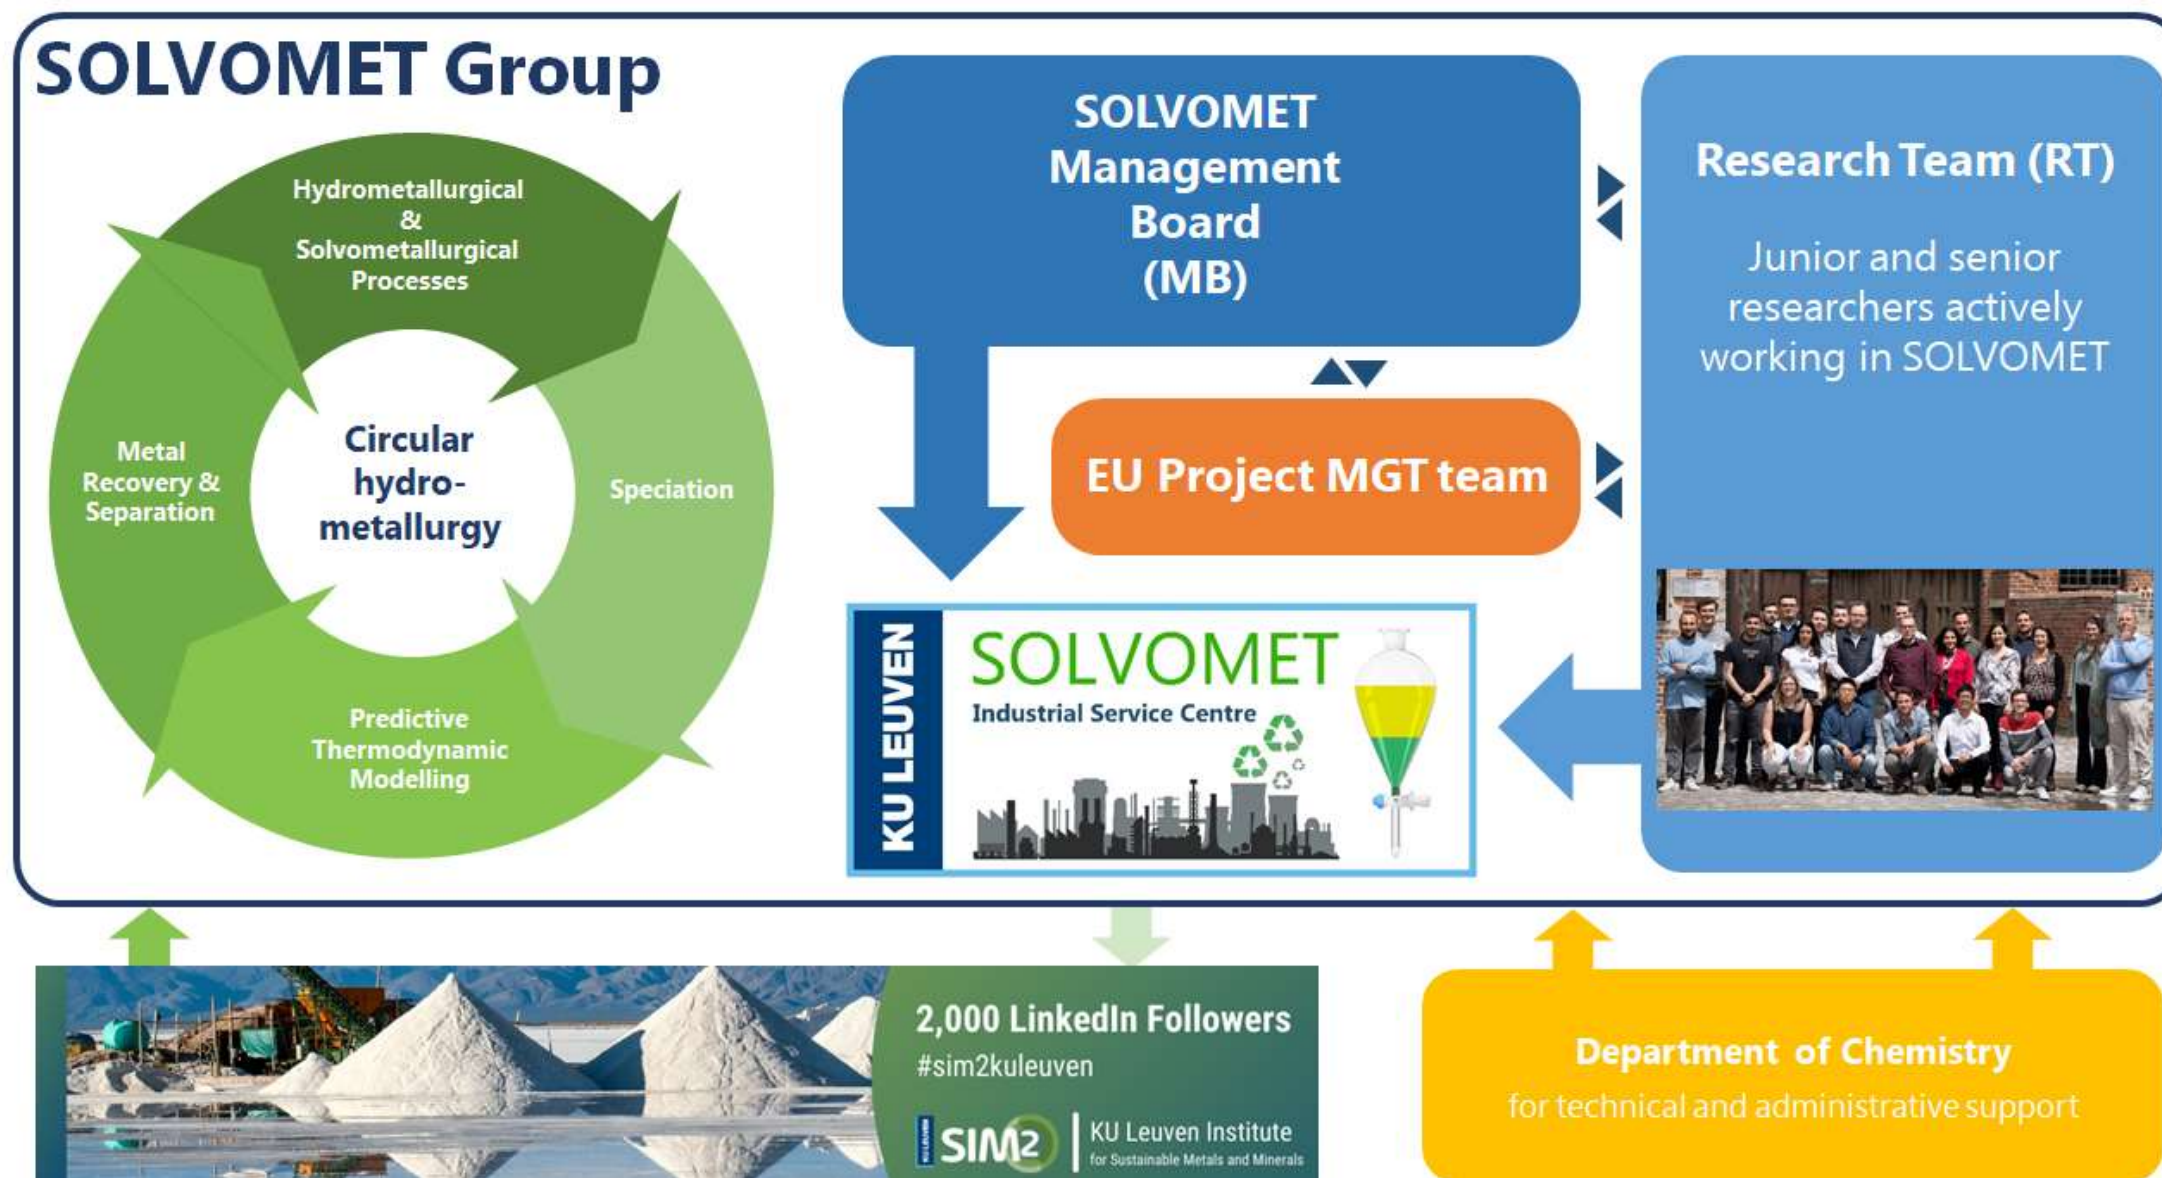 SOLVOMET Group
Hydrometallurgical
&
Solvometallurgical
Processes
Speciation
Predictive
Thermodynamic
Modelling
Metal
Recovery &
Separation
Circular
hydro-
metallurgy
SOLVOMET
Management
Board
(MB)
EU Project MGT team
Research Team (RT)
Junior and senior
researchers actively
working in SOLVOMET
KU LEUVEN
SOLVOMET
Industrial Service Centre
2,000 LinkedIn Followers
#sim2kuleuven
KU LEUVEN
SIM2
KU Leuven Institute
for Sustainable Metals and Minerals
Department of Chemistry
for technical and administrative support